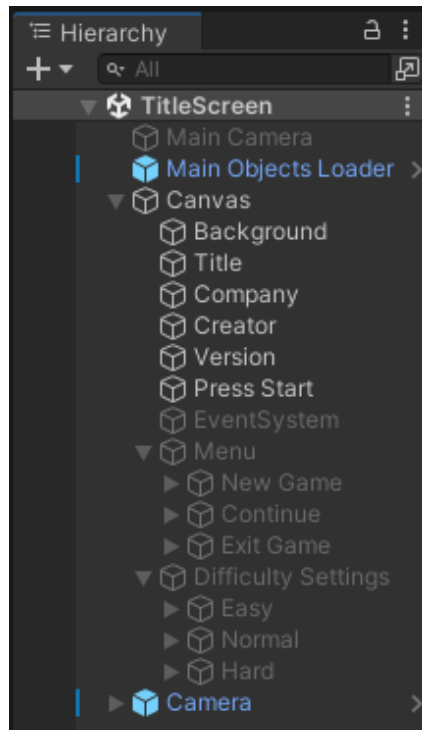 Hierarchy
All
TitleScreen
Main Camera
Main Objects Loader
Canvas
Background
Title
Company
Creator
Version
Press Start
EventSystem
Menu
New Game
Continue
Exit Game
Difficulty Settings
Easy
Normal
Hard
Camera